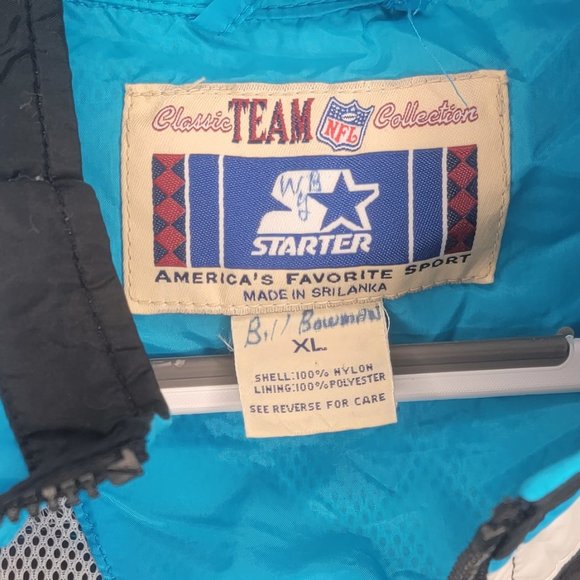 Classic TEAM NFL Collection
WB
STARTER
AMERICA'S FAVORITE SPORT
MADE IN SRI LANKA
Bill Bowman
XL
SHELL:100% NYLON
LINING:100% POLYESTER
SEE REVERSE FOR CARE